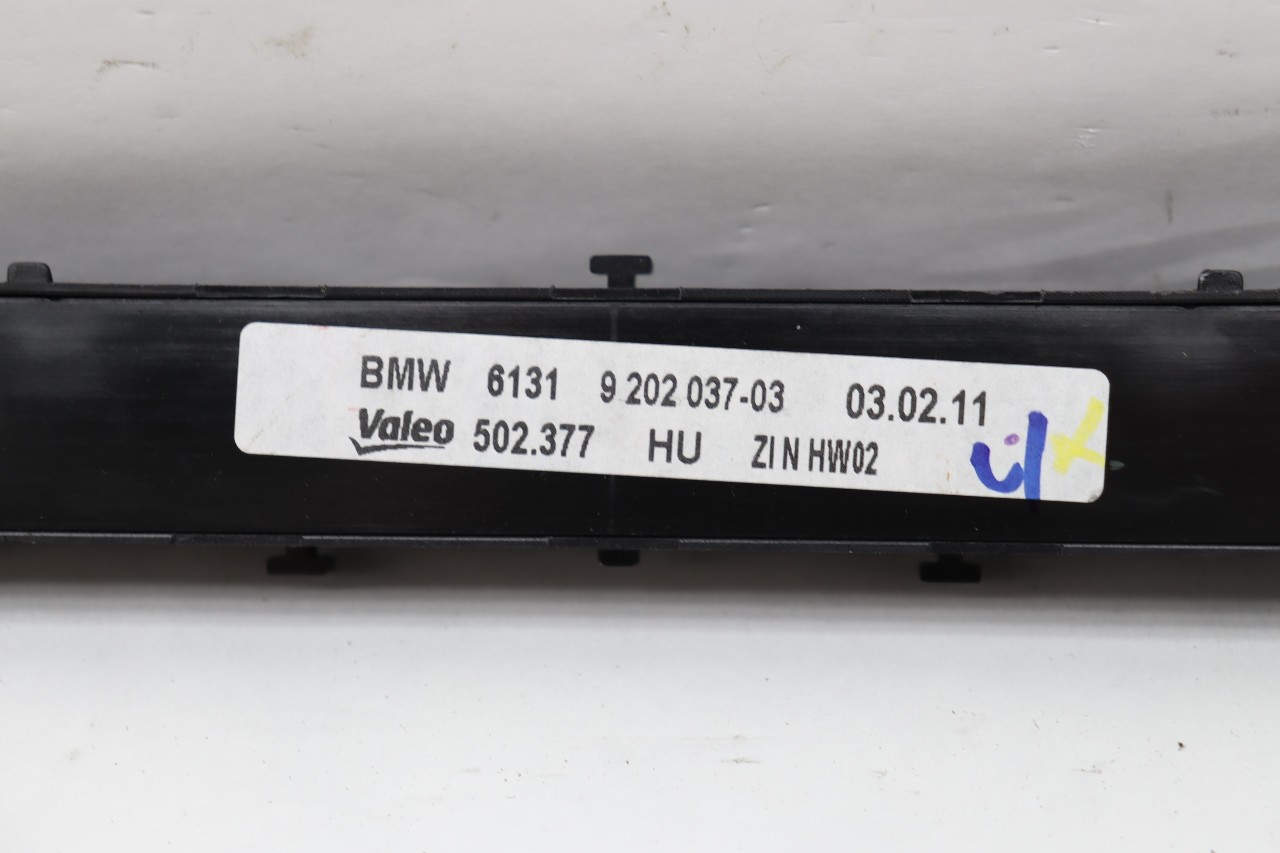 BMW 6131 9 202 037-03 03.02.11
Valeo 502.377 HU ZI N HW02